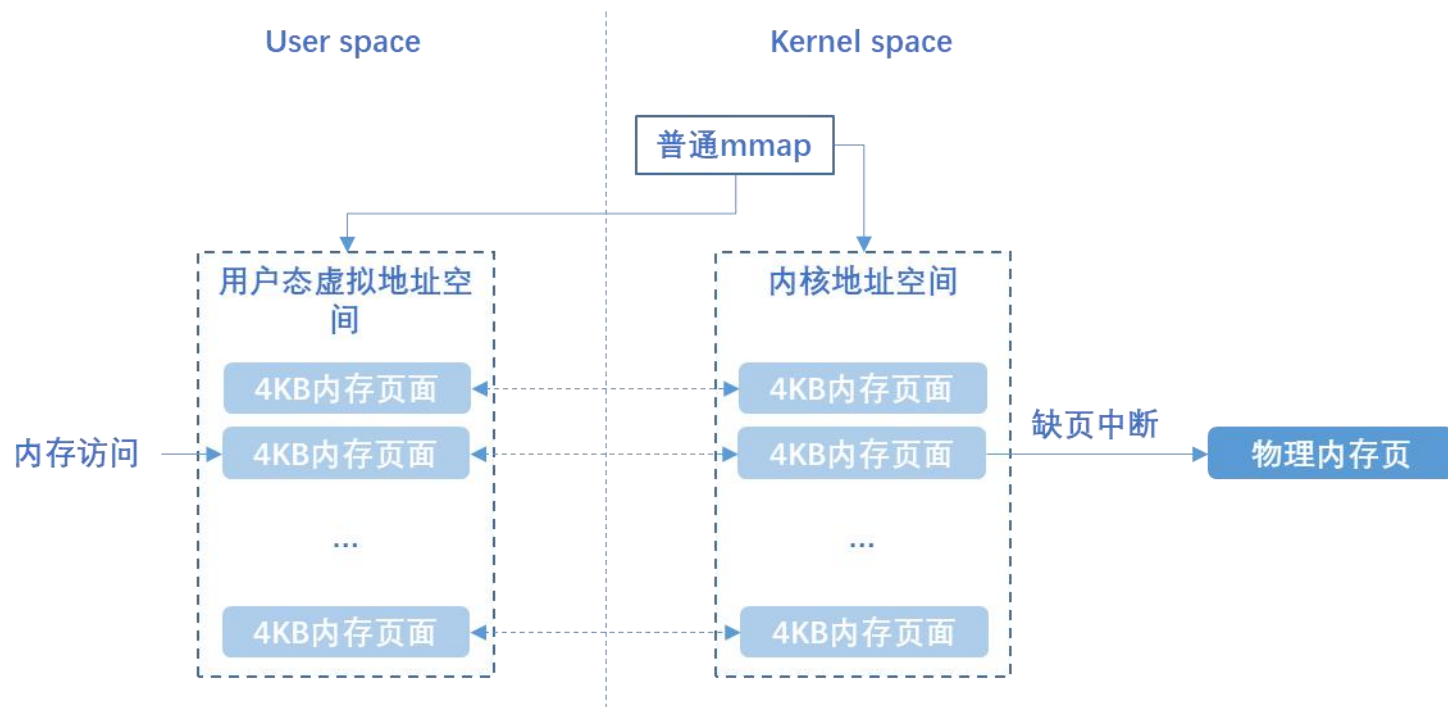 User space
Kernel space
普通mmap
用户态虚拟地址空
间
内核地址空间
4KB内存页面
4KB内存页面
缺页中断
内存访问
4KB内存页面
4KB内存页面
物理内存页
...
...
4KB内存页面
4KB内存页面